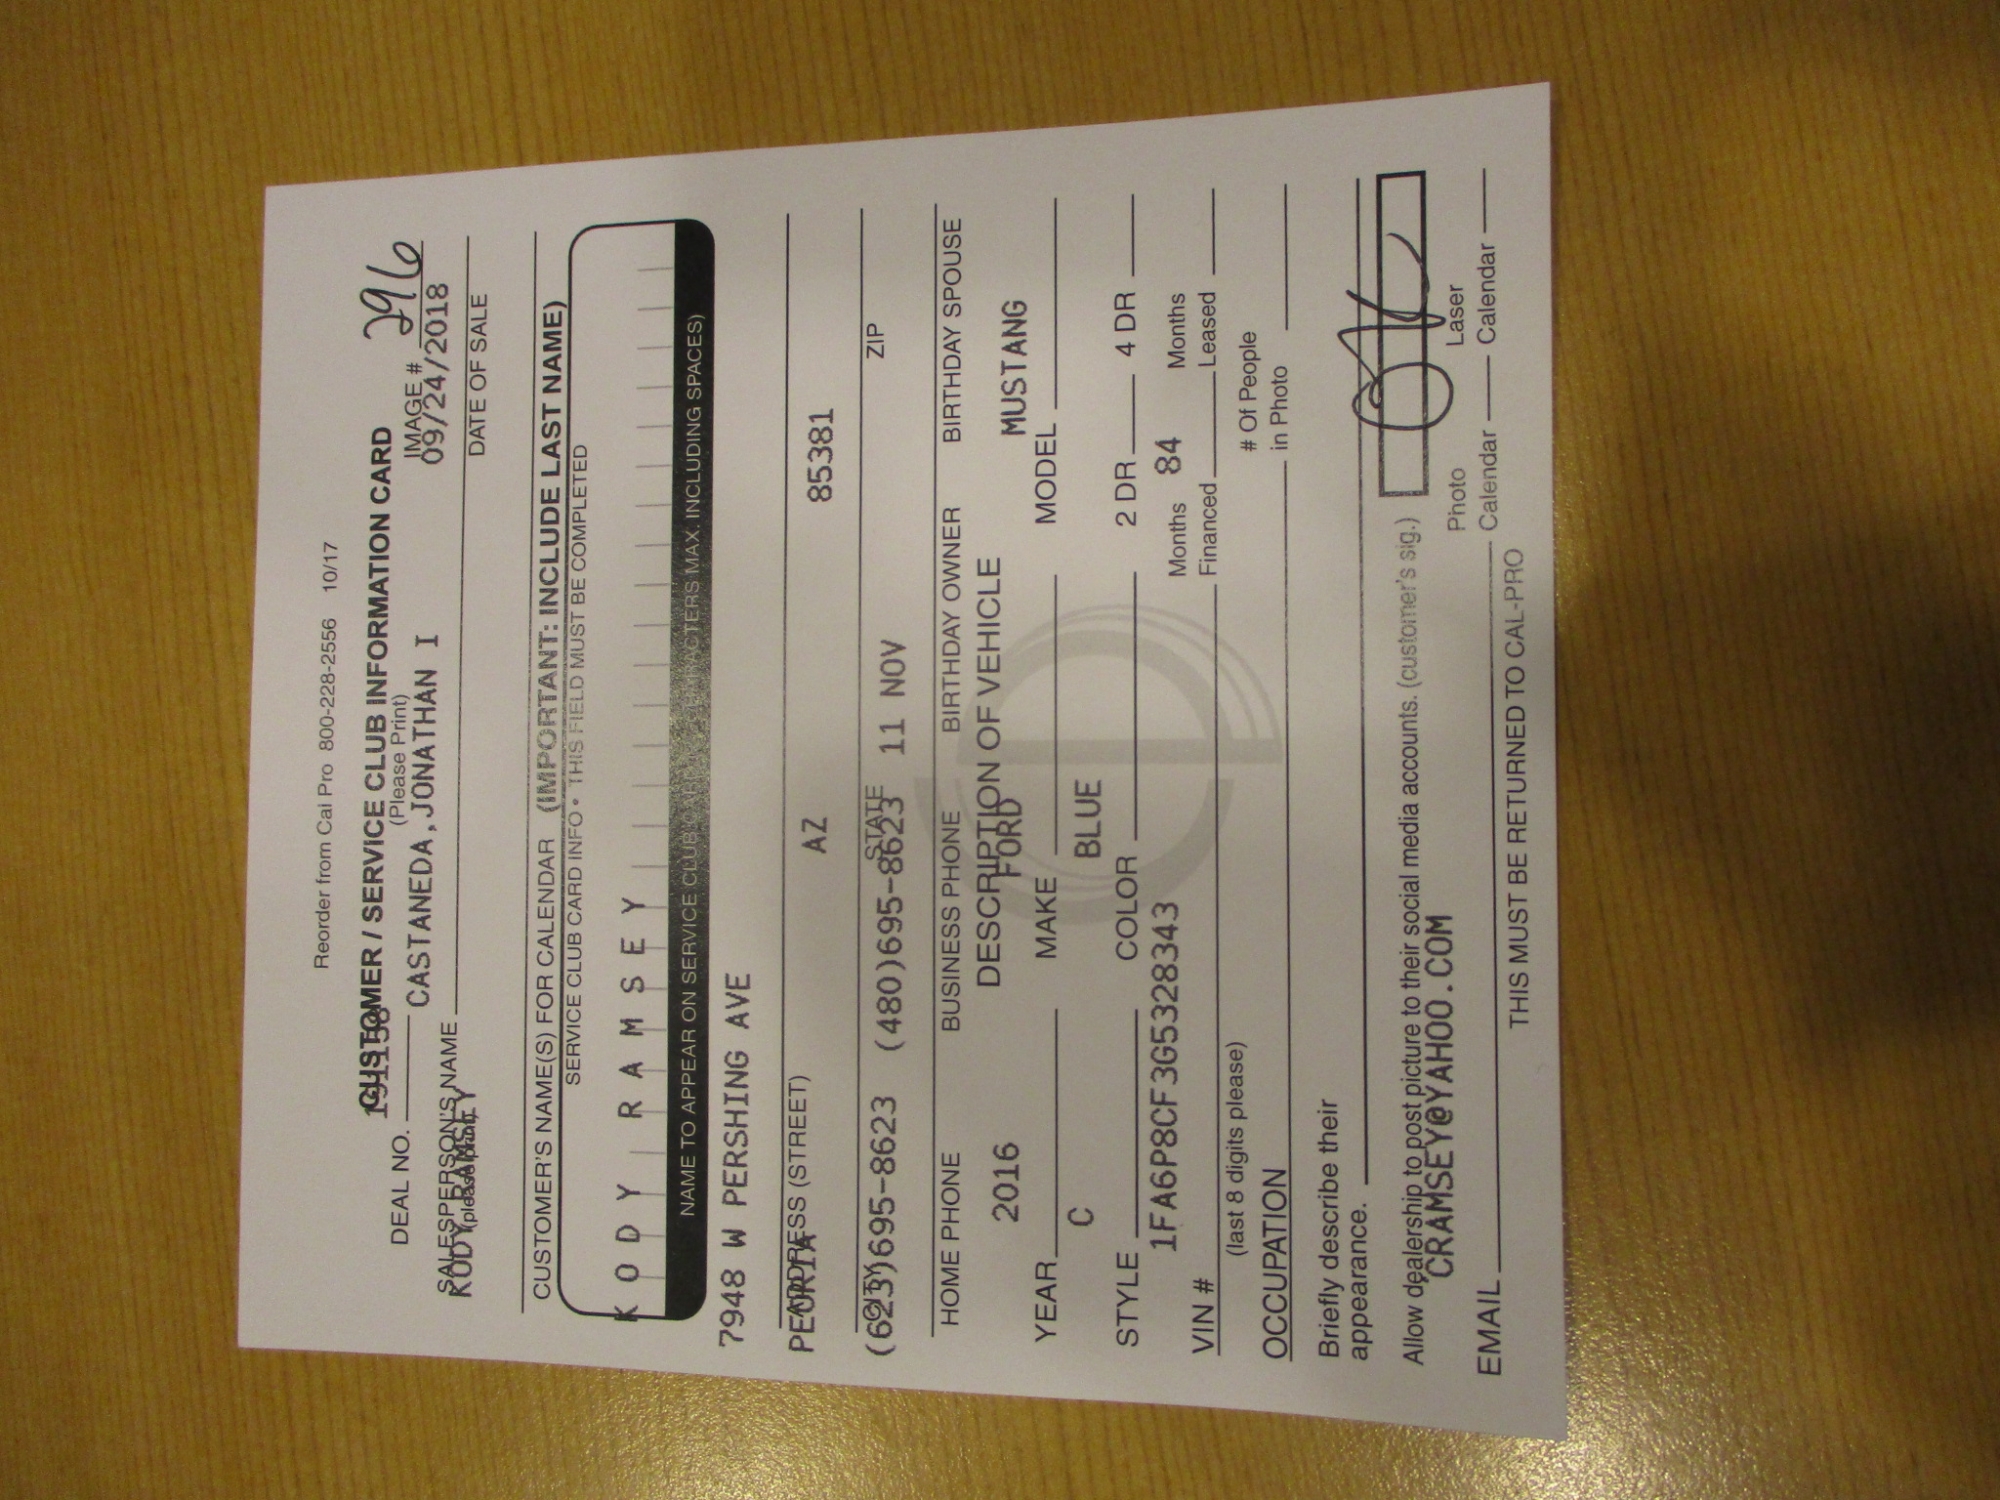 Reorder from Cal Pro 800-228-2556 10/17
CUSTOMER / SERVICE CLUB INFORMATION CARD
(Please Print)
DEAL NO. 191158 IMAGE # 296
CASTANEDA,JONATHAN I 09/24/2018
SALESPERSON'S NAME DATE OF SALE
(please print)
KODY RAMSEY
CUSTOMER'S NAME(S) FOR CALENDAR (IMPORTANT: INCLUDE LAST NAME)
SERVICE CLUB CARD INFO • THIS FIELD MUST BE COMPLETED
K O D Y R A M S E Y
NAME TO APPEAR ON SERVICE CLUB CHARACTERS MAX. INCLUDING SPACES)
7948 W PERSHING AVE
ADDRESS (STREET)
PEORIA AZ 85381
CITY STATE ZIP
(623)695-8623 (480)695-8623 11 NOV
HOME PHONE BUSINESS PHONE BIRTHDAY OWNER BIRTHDAY SPOUSE
DESCRIPTION OF VEHICLE
2016 FORD MUSTANG
YEAR MAKE MODEL
C BLUE
STYLE COLOR 2 DR 4 DR
1FA6P8CF3G5328343 Months 84 Months
VIN # Financed Leased
(last 8 digits please) # Of People
OCCUPATION in Photo
Briefly describe their
appearance.
Allow dealership to post picture to their social media accounts. (customer's sig.)
CRAMSEY@YAHOO.COM Photo Laser
EMAIL Calendar Calendar
THIS MUST BE RETURNED TO CAL-PRO